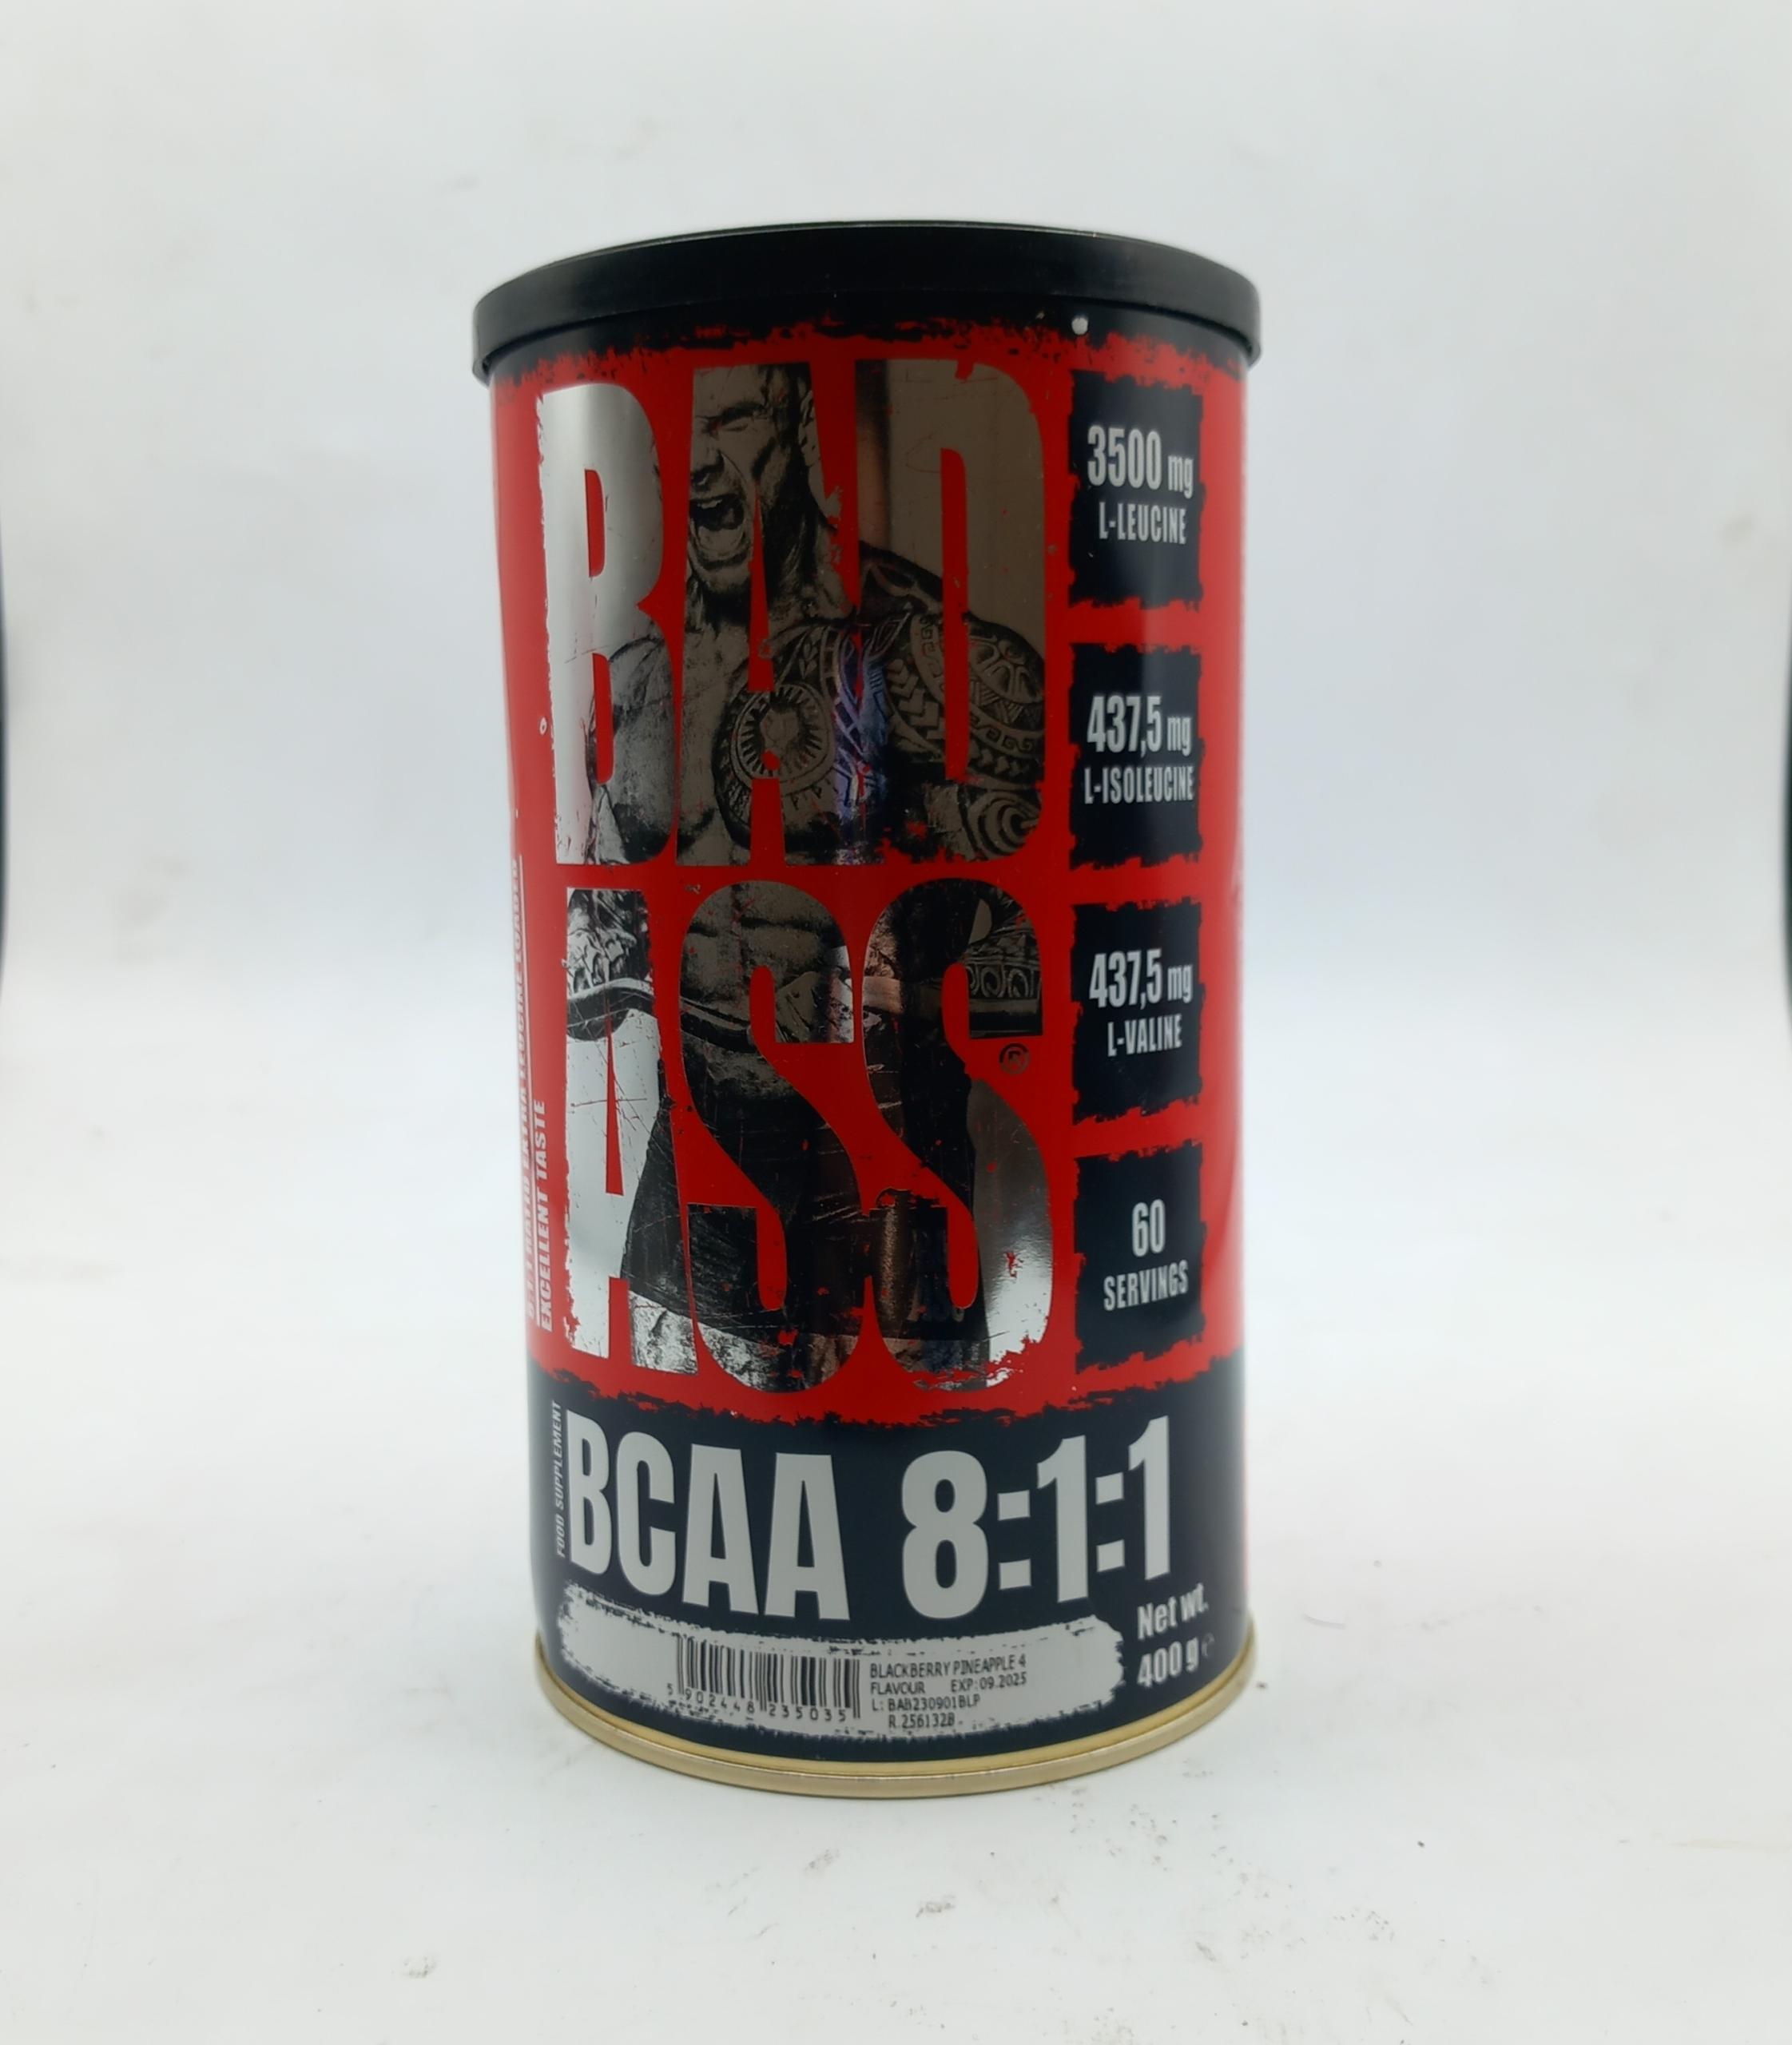 BAD
ASS
®
3500 mg
L-LEUCINE
437,5 mg
L-ISOLEUCINE
437,5 mg
L-VALINE
60
SERVINGS
EXCELLENT TASTE
FOOD SUPPLEMENT
BCAA 8:1:1
Net wt.
400 g e
5 902448 235035
BLACKBERRY PINEAPPLE 4
FLAVOUR EXP:09.2025
L: BAB230901BLP
R.2561328